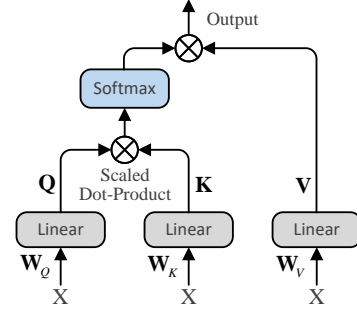 Output
Softmax
Q
Scaled
Dot-Product
K
V
Linear
Linear
Linear
W_Q
W_K
W_V
X
X
X